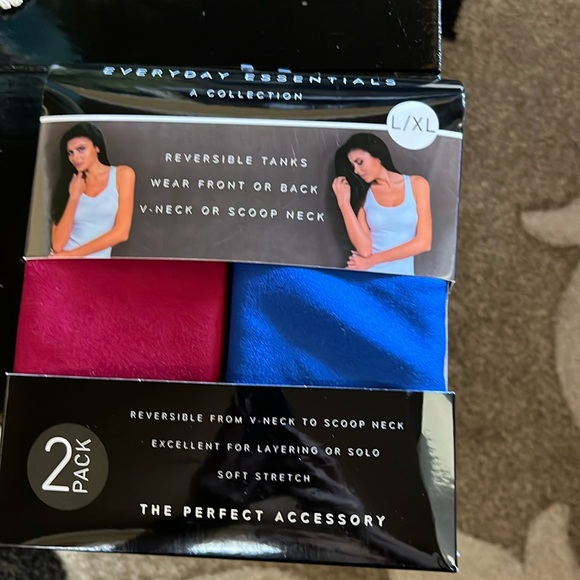 EVERYDAY ESSENTIALS
A COLLECTION
L/XL
REVERSIBLE TANKS
WEAR FRONT OR BACK
V-NECK OR SCOOP NECK
REVERSIBLE FROM V-NECK TO SCOOP NECK
EXCELLENT FOR LAYERING OR SOLO
SOFT STRETCH
2 PACK
THE PERFECT ACCESSORY